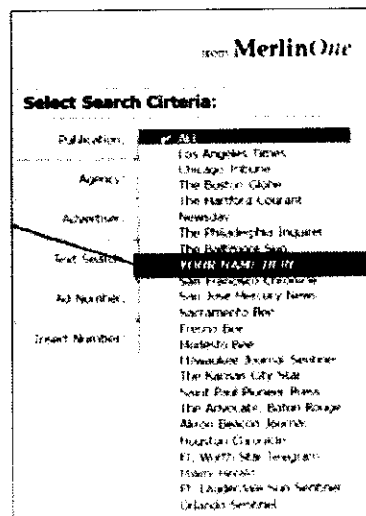 from MerlinOne
Select Search Cirteria:
Publication:
✔ ALL
Los Angeles Times
Chicago Tribune
The Boston Globe
Agency:
The Hartford Courant
Newsday
Advertiser:
The Philadelphia Inquirer
The Baltimore Sun
Text Search:
YOUR NAME HERE
San Francisco Chronicle
Ad Number:
San Jose Mercury News
Sacramento Bee
Fresno Bee
Insert Number:
Modesto Bee
Milwaukee Journal Sentinel
The Kansas City Star
Saint Paul Pioneer Press
The Advocate, Baton Rouge
Akron Beacon Journal
Houston Chronicle
Ft. Worth Star Telegram
Miami Herald
Ft. Lauderdale Sun Sentinel
Orlando Sentinel